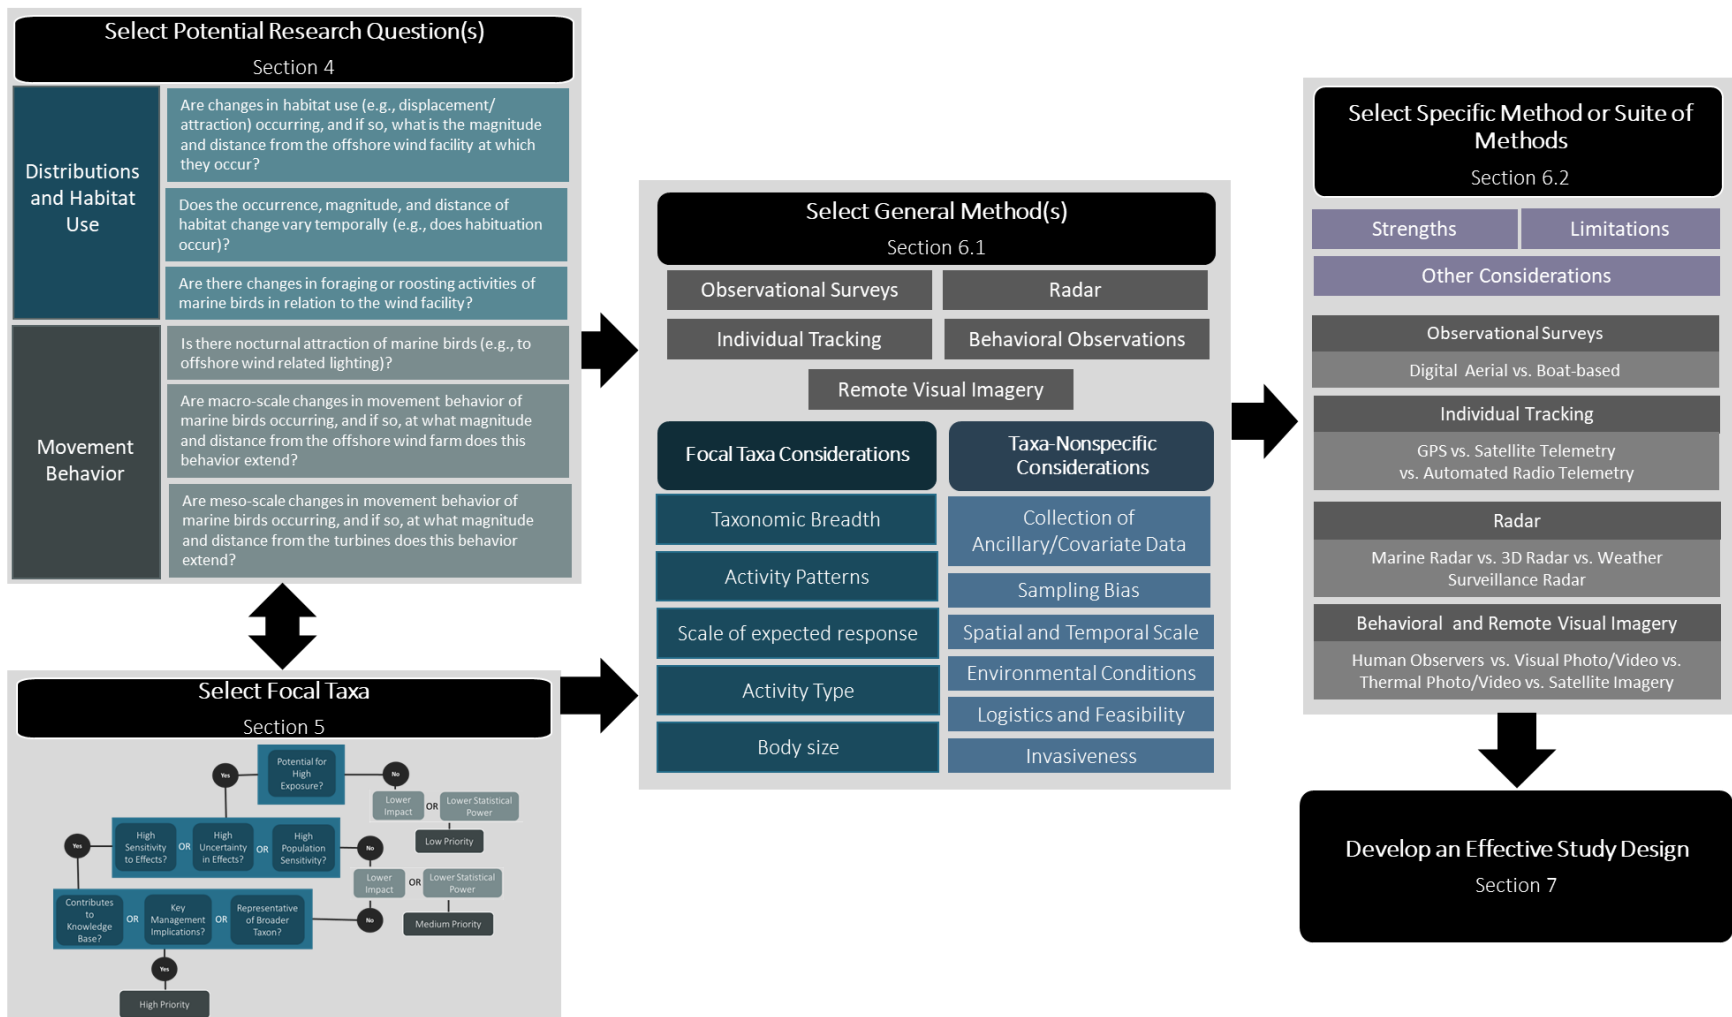 Select Potential Research Question(s)
Section 4
Distributions
and Habitat
Use
Are changes in habitat use (e.g., displacement/
attraction) occurring, and if so, what is the magnitude
and distance from the offshore wind facility at which
they occur?
Does the occurrence, magnitude, and distance of
habitat change vary temporally (e.g., does habituation
occur)?
Are there changes in foraging or roosting activities of
marine birds in relation to the wind facility?
Movement
Behavior
Is there nocturnal attraction of marine birds (e.g., to
offshore wind related lighting)?
Are macro-scale changes in movement behavior of
marine birds occurring, and if so, at what magnitude
and distance from the offshore wind farm does this
behavior extend?
Are meso-scale changes in movement behavior of
marine birds occurring, and if so, at what magnitude
and distance from the turbines does this behavior
extend?
Select Focal Taxa
Section 5
Potential for
High
Exposure?
Yes
No
Lower
Impact
OR
Lower Statistical
Power
Low Priority
High
Sensitivity
to Effects?
OR
High
Uncertainty
in Effects?
OR
High
Population
Sensitivity?
Yes
No
Lower
Impact
OR
Lower Statistical
Power
Medium Priority
Contributes
to
Knowledge
Base?
OR
Key
Management
Implications?
OR
Representative
of Broader
Taxon?
No
Yes
High Priority
Select General Method(s)
Section 6.1
Observational Surveys
Radar
Individual Tracking
Behavioral Observations
Remote Visual Imagery
Focal Taxa Considerations
Taxonomic Breadth
Activity Patterns
Scale of expected response
Activity Type
Body size
Taxa-Nonspecific
Considerations
Collection of
Ancillary/Covariate Data
Sampling Bias
Spatial and Temporal Scale
Environmental Conditions
Logistics and Feasibility
Invasiveness
Select Specific Method or Suite of
Methods
Section 6.2
Strengths
Limitations
Other Considerations
Observational Surveys
Digital Aerial vs. Boat-based
Individual Tracking
GPS vs. Satellite Telemetry
vs. Automated Radio Telemetry
Radar
Marine Radar vs. 3D Radar vs. Weather
Surveillance Radar
Behavioral and Remote Visual Imagery
Human Observers vs. Visual Photo/Video vs.
Thermal Photo/Video vs. Satellite Imagery
Develop an Effective Study Design
Section 7